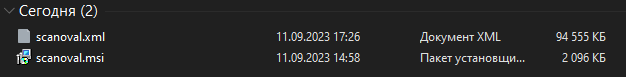 Сегодня (2)
scanoval.xml 11.09.2023 17:26 Документ XML 94 555 КБ
scanoval.msi 11.09.2023 14:58 Пакет установщи... 2 096 КБ